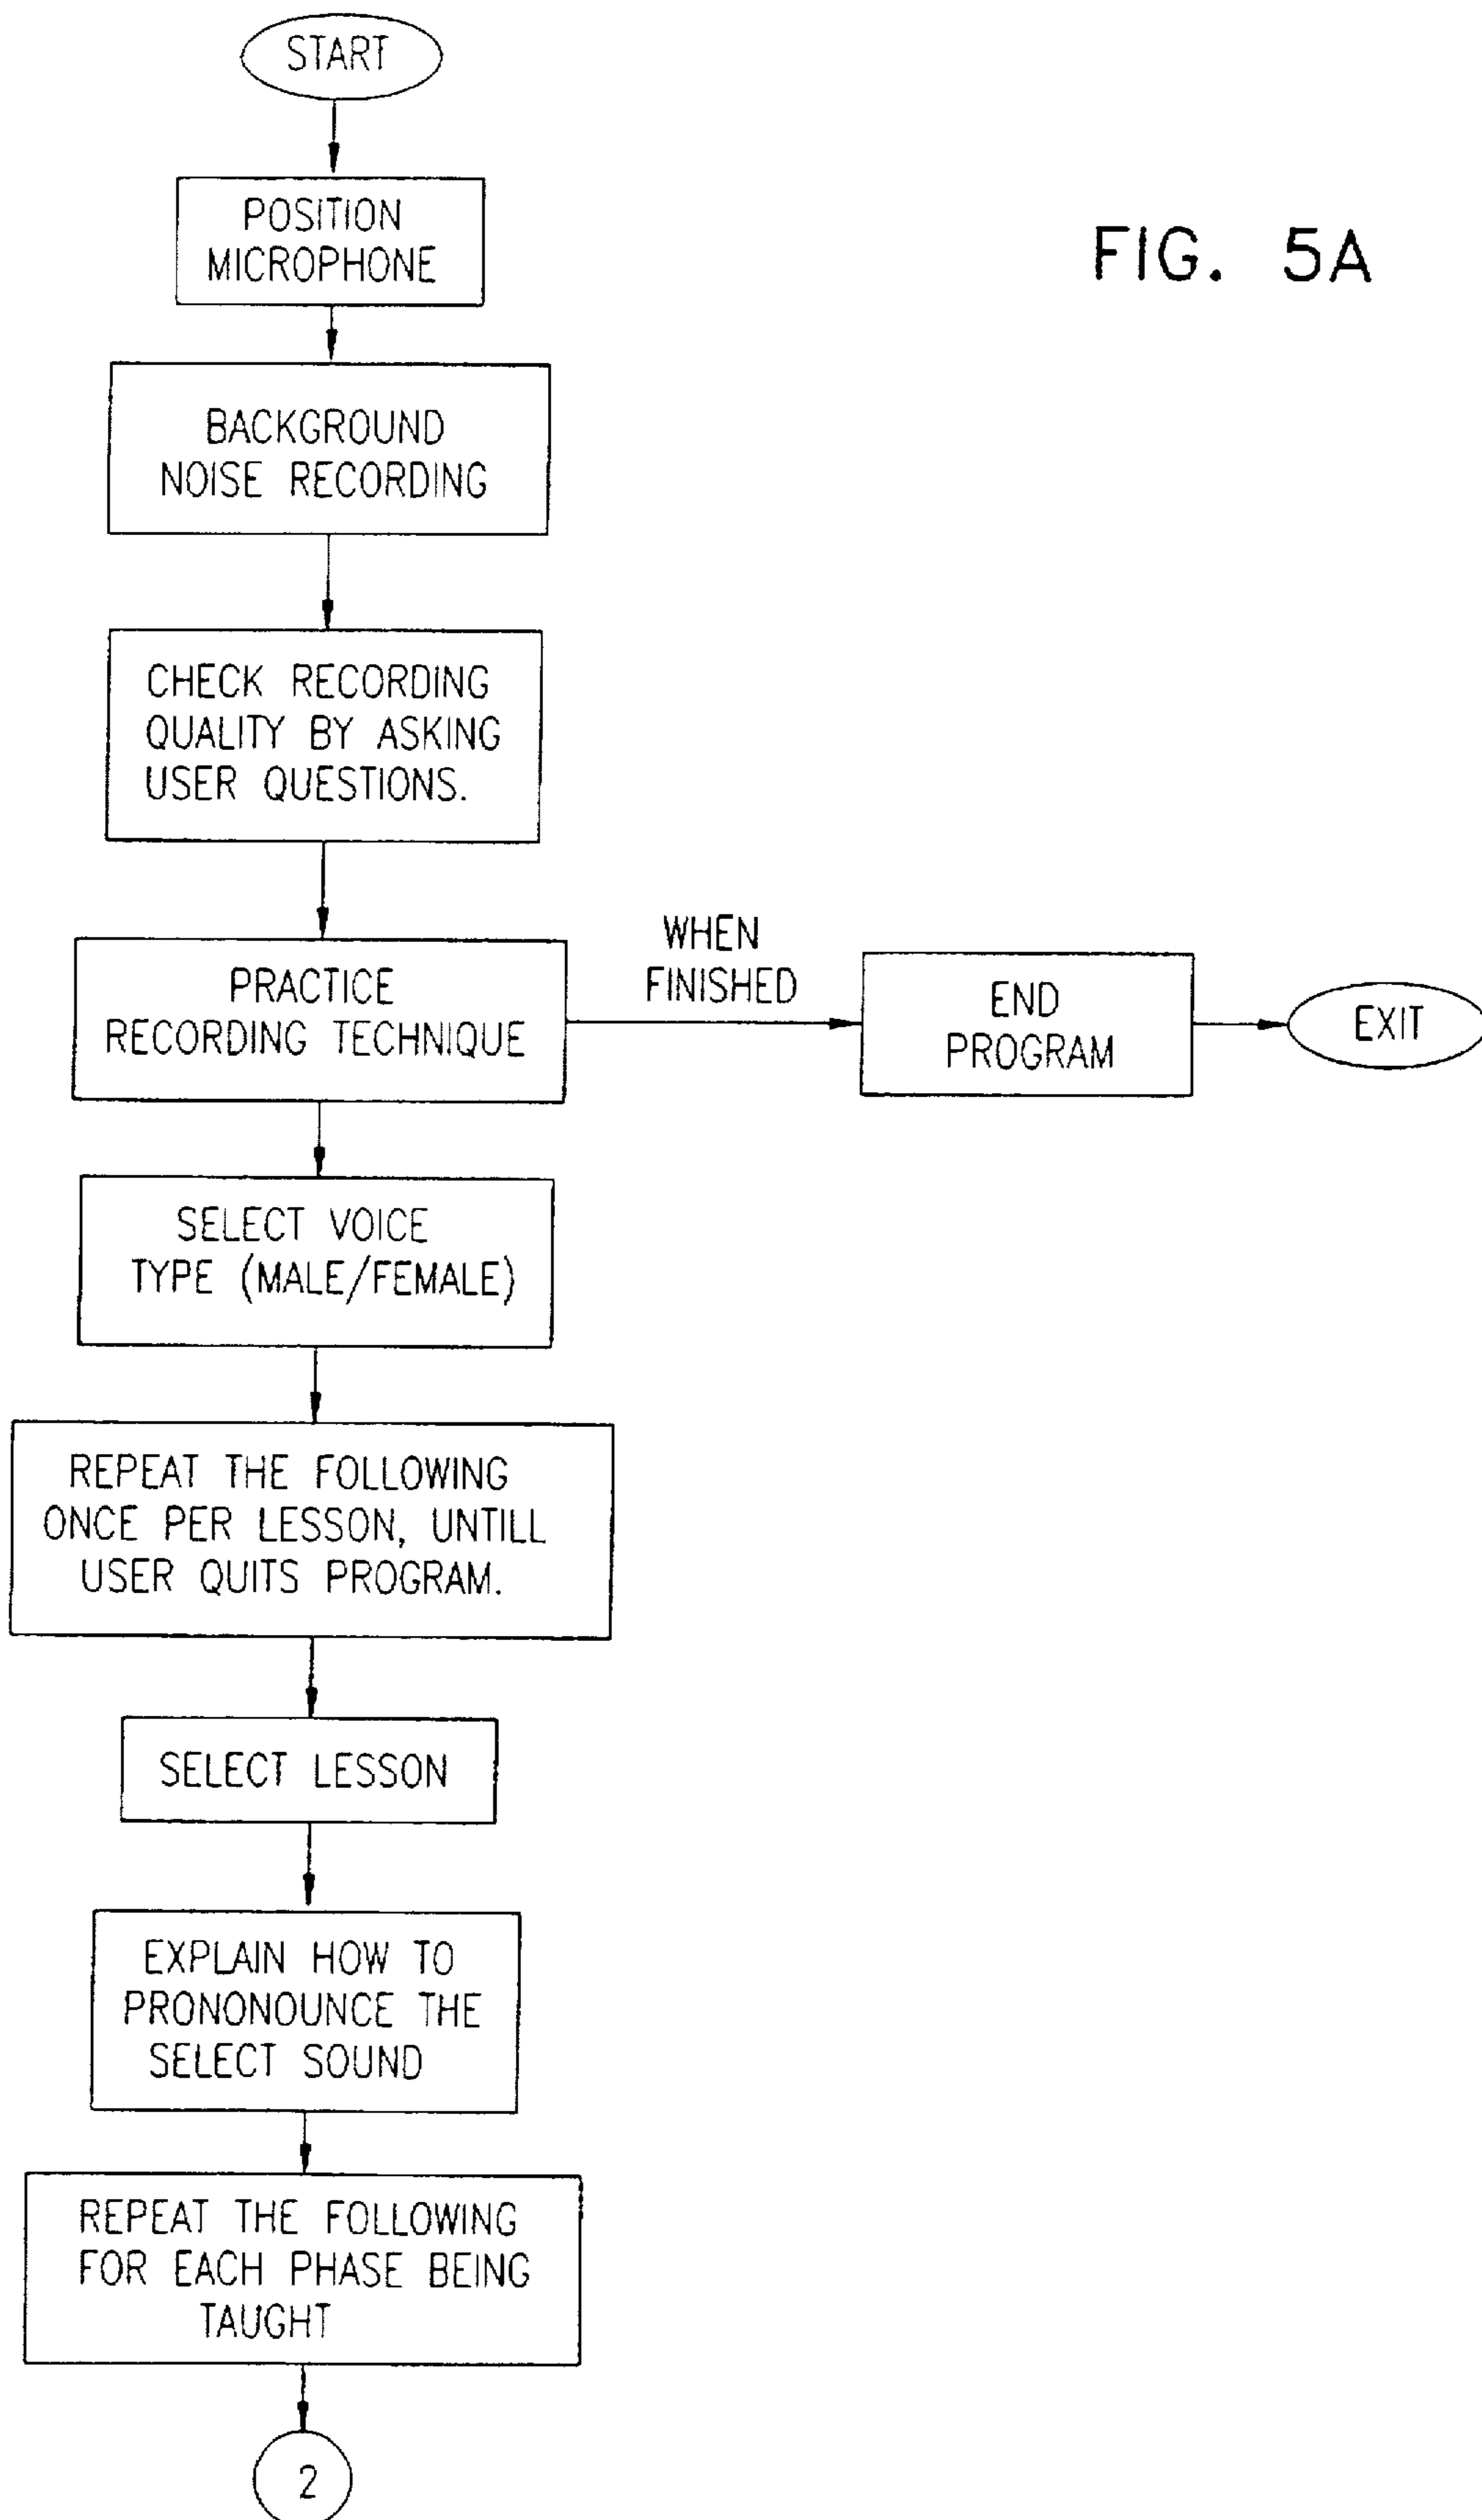 START
POSITION
MICROPHONE
FIG. 5A
BACKGROUND
NOISE RECORDING
CHECK RECORDING
QUALITY BY ASKING
USER QUESTIONS.
PRACTICE
RECORDING TECHNIQUE
WHEN
FINISHED
END
PROGRAM
EXIT
SELECT VOICE
TYPE (MALE/FEMALE)
REPEAT THE FOLLOWING
ONCE PER LESSON, UNTILL
USER QUITS PROGRAM.
SELECT LESSON
EXPLAIN HOW TO
PRONONOUNCE THE
SELECT SOUND
REPEAT THE FOLLOWING
FOR EACH PHASE BEING
TAUGHT
2